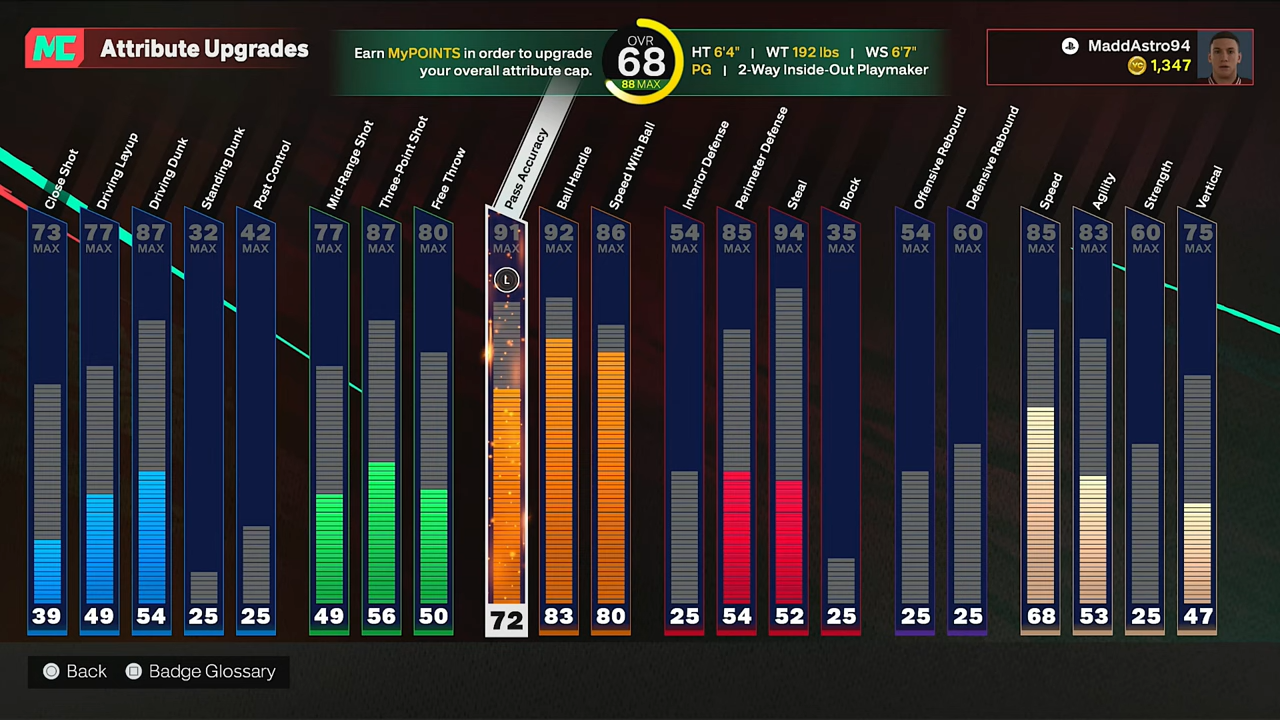 MC Attribute Upgrades
Earn MyPOINTS in order to upgrade
your overall attribute cap.
OVR
68
88 MAX
HT 6'4" | WT 192 lbs | WS 6'7"
PG | 2-Way Inside-Out Playmaker
MaddAstro94
VC 1,347
Close Shot
Driving Layup
Driving Dunk
Standing Dunk
Post Control
Mid-Range Shot
Three-Point Shot
Free Throw
Pass Accuracy
Ball Handle
Speed With Ball
Interior Defense
Perimeter Defense
Steal
Block
Offensive Rebound
Defensive Rebound
Speed
Agility
Strength
Vertical
73 77 87 32 42 77 87 80 91 92 86 54 85 94 35 54 60 85 83 60 75
MAX MAX MAX MAX MAX MAX MAX MAX MAX MAX MAX MAX MAX MAX MAX MAX MAX MAX MAX MAX MAX
L
39 49 54 25 25 49 56 50 72 83 80 25 54 52 25 25 25 68 53 25 47
Back Badge Glossary